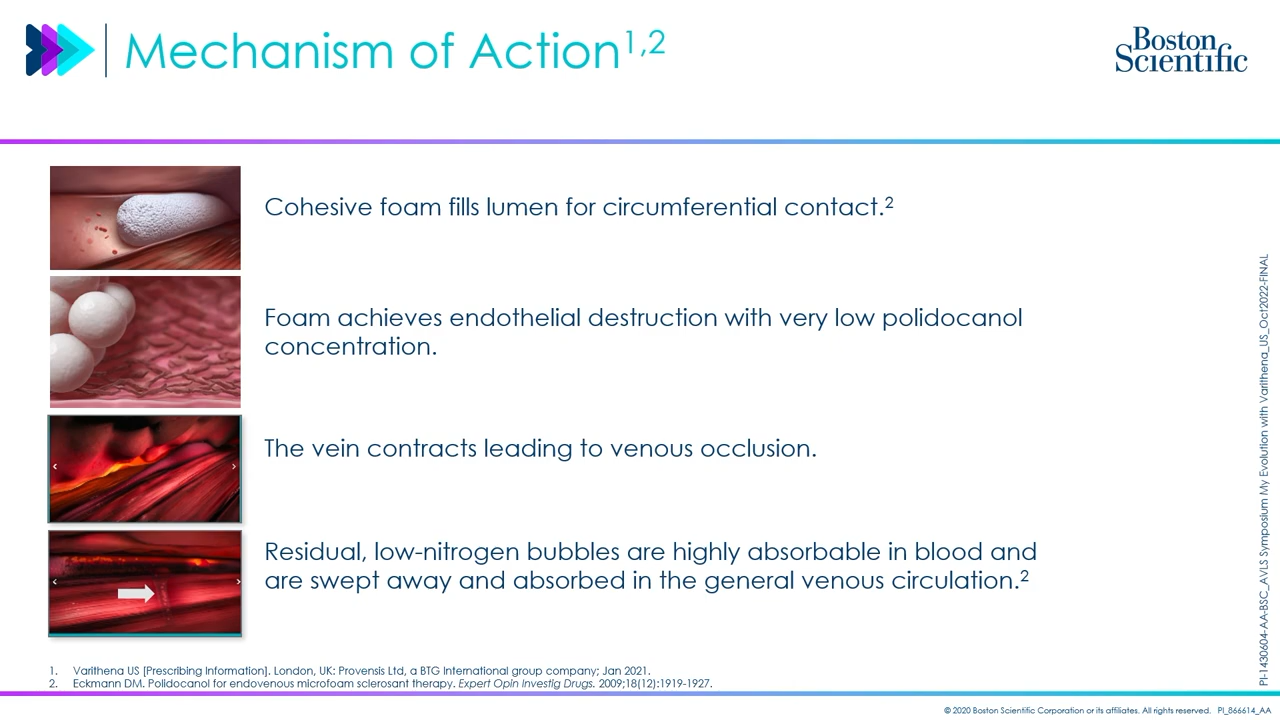 Mechanism of Action1,2
Boston
Scientific
Cohesive foam fills lumen for circumferential contact.2
Foam achieves endothelial destruction with very low polidocanol
concentration.
The vein contracts leading to venous occlusion.
Residual, low-nitrogen bubbles are highly absorbable in blood and
are swept away and absorbed in the general venous circulation.2
1. Varithena US [Prescribing Information]. London, UK: Provensis Ltd, a BTG International group company; Jan 2021.
2. Eckmann DM. Polidocanol for endovenous microfoam sclerosant therapy. Expert Opin Investig Drugs. 2009;18(12):1919-1927.
PI-1430604-AA-BSC_AVLS Symposium My Evolution with Varithena_US_Oct2022-FINAL
© 2020 Boston Scientific Corporation or its affiliates. All rights reserved. PI_866614_AA